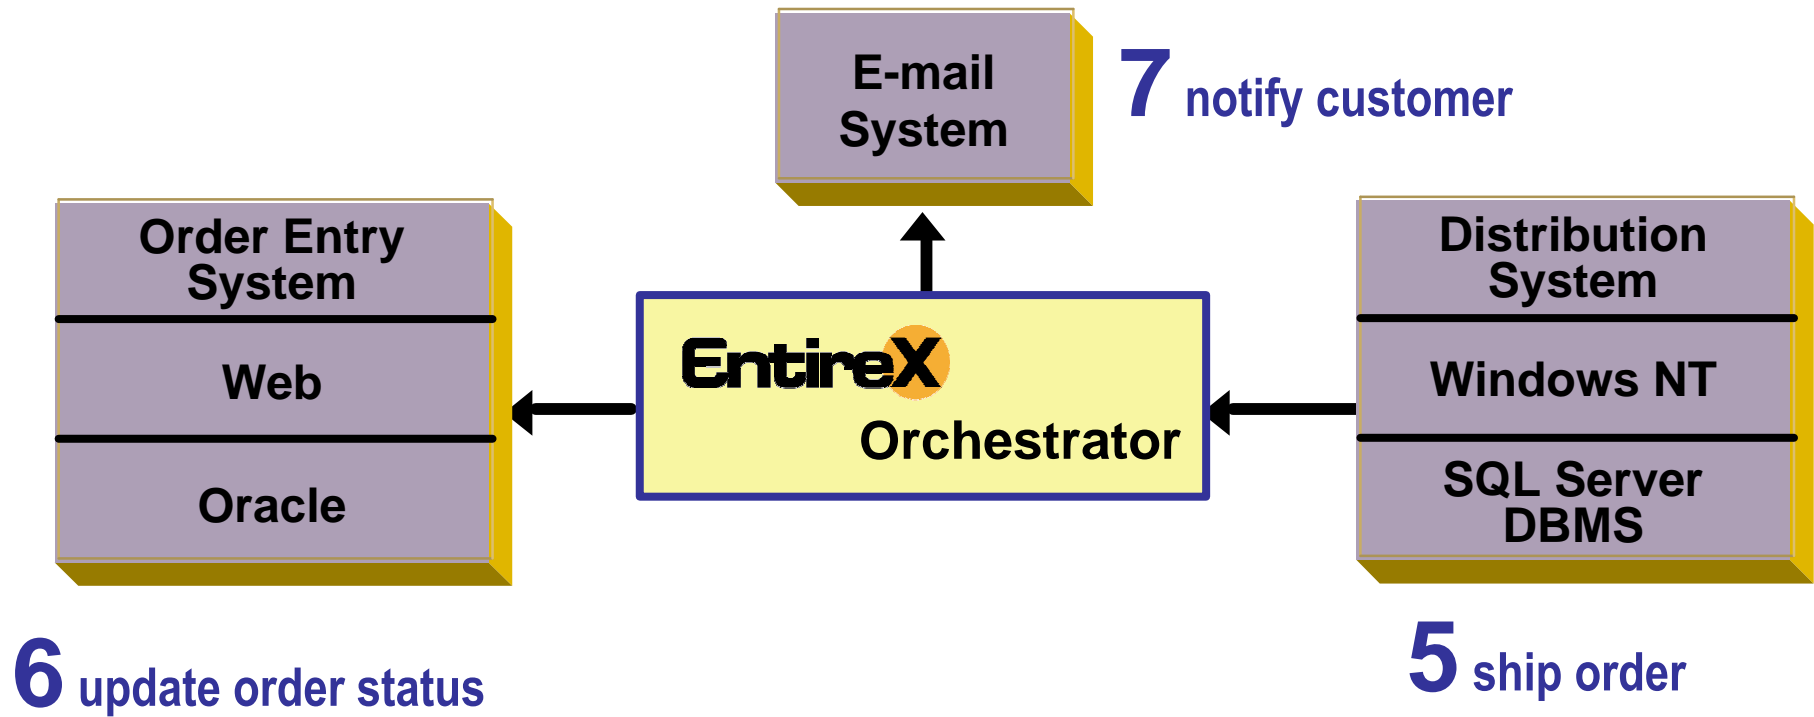 E-mail
System
7 notify customer
Order Entry
System
Web
Oracle
EntireX
Orchestrator
Distribution
System
Windows NT
SQL Server
DBMS
6 update order status
5 ship order